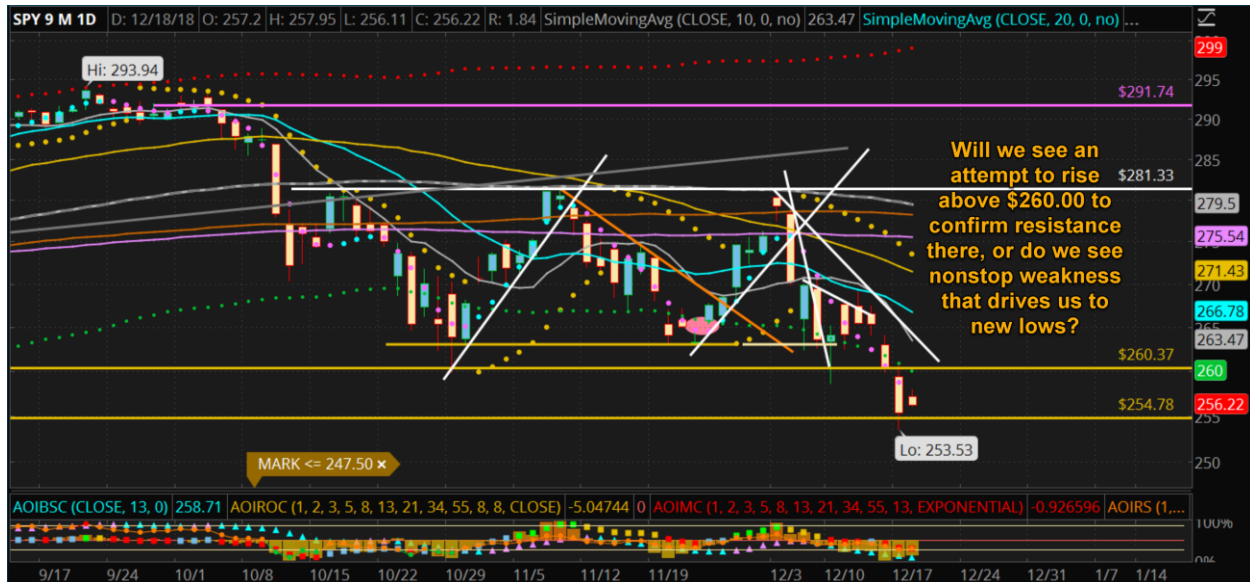 SPY 9 M 1D D: 12/18/18 O: 257.2 H: 257.95 L: 256.11 C: 256.22 R: 1.84 SimpleMovingAvg (CLOSE, 10, 0, no) 263.47 SimpleMovingAvg (CLOSE, 20, 0, no) ...
299
295
Hi: 293.94
$291.74
290
Will we see an
attempt to rise
above $260.00 to
confirm resistance
there, or do we see
nonstop weakness
that drives us to
new lows?
285
$281.33
279.5
275.54
271.43
270
266.78
265
263.47
$260.37
260
256.22
$254.78
255
Lo: 253.53
250
MARK <= 247.50 ×
AOIBSC (CLOSE, 13, 0) 258.71 AOIROC (1, 2, 3, 5, 8, 13, 21, 34, 55, 8, 8, CLOSE) -5.04744 0 AOIMC (1, 2, 3, 5, 8, 13, 21, 34, 55, 13, EXPONENTIAL) -0.926596 AOIRS (1,...
100%
0%
9/17 9/24 10/1 10/8 10/15 10/22 10/29 11/5 11/12 11/19 12/3 12/10 12/17 12/24 12/31 1/7 1/14